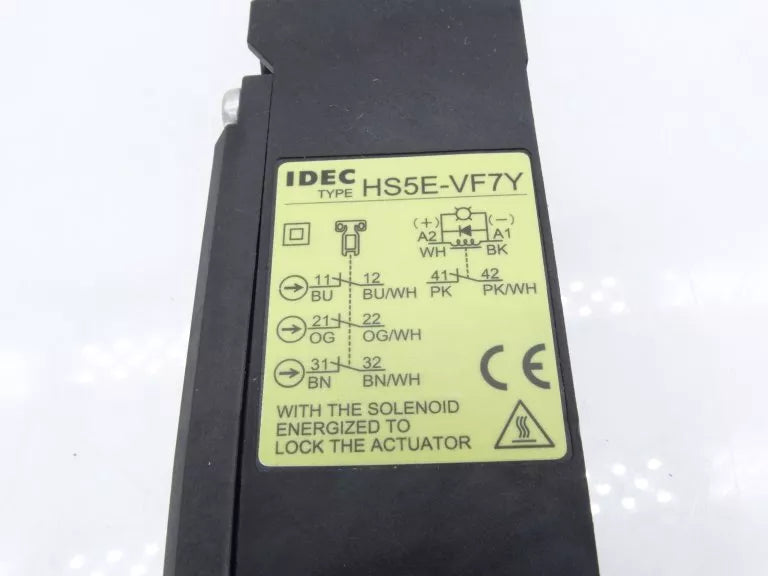 IDEC TYPE HS5E-VF7Y
(+) (-)
A2 A1
WH BK
11 12 41 42
BU BU/WH PK PK/WH
21 22
OG OG/WH
31 32
BN BN/WH
CE
WITH THE SOLENOID
ENERGIZED TO
LOCK THE ACTUATOR